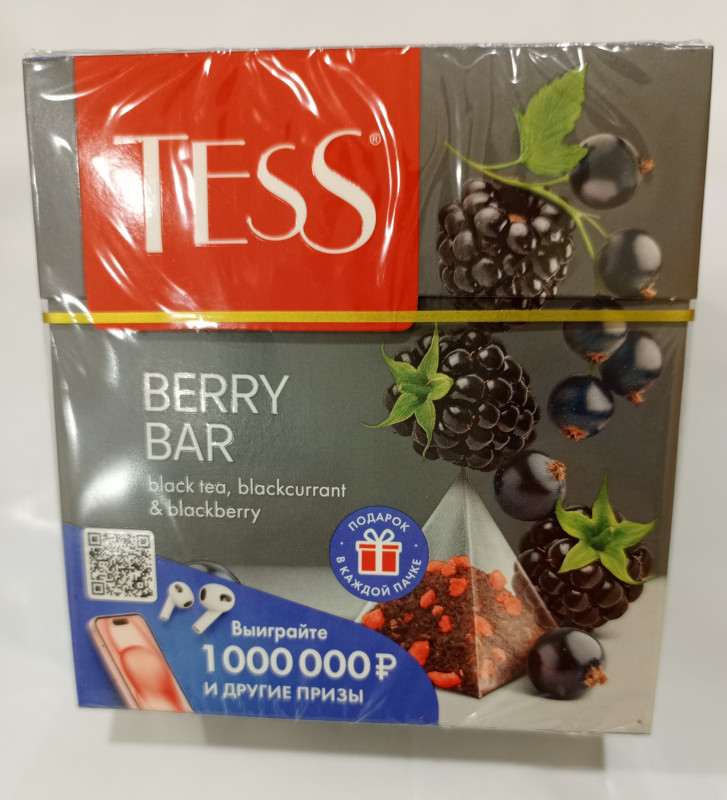 TESS®
BERRY
BAR
black tea, blackcurrant
& blackberry
ПОДАРОК
В КАЖДОЙ ПАЧКЕ
Выиграйте
1 000 000 ₽
И ДРУГИЕ ПРИЗЫ